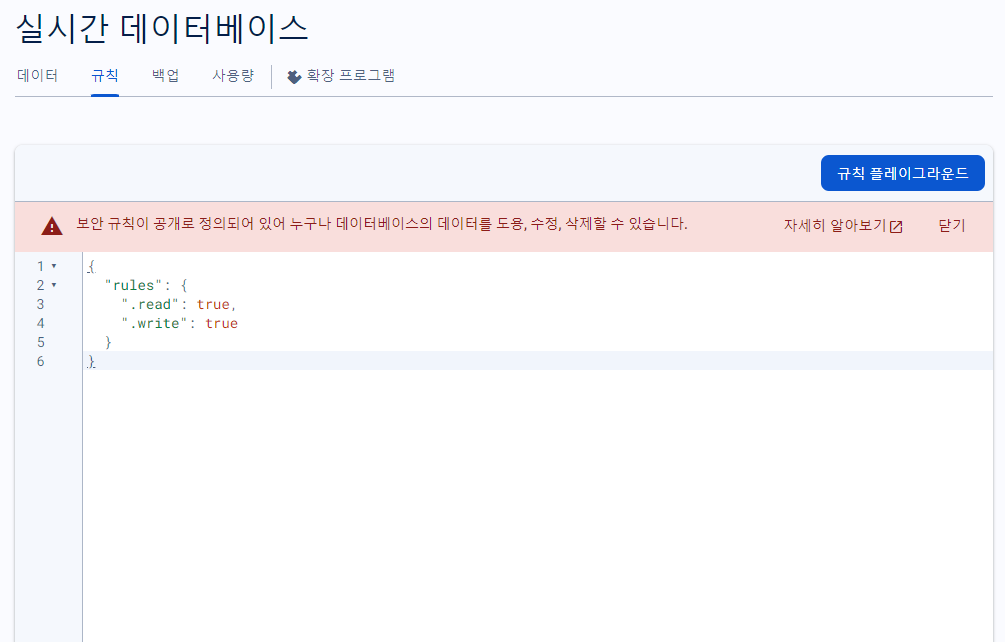 실시간 데이터베이스
데이터 규칙 백업 사용량 확장 프로그램
규칙 플레이그라운드
보안 규칙이 공개로 정의되어 있어 누구나 데이터베이스의 데이터를 도용, 수정, 삭제할 수 있습니다. 자세히 알아보기 닫기
1 {
2 "rules": {
3 ".read": true,
4 ".write": true
5 }
6 }